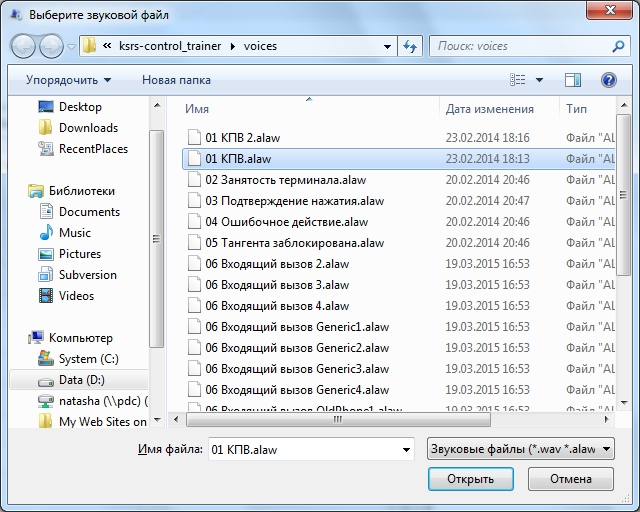 Выберите звуковой файл
« ksrs-control_trainer voices
Поиск: voices
Упорядочить Новая папка
Desktop
Downloads
RecentPlaces
Библиотеки
Documents
Music
Pictures
Subversion
Videos
Компьютер
System (C:)
Data (D:)
natasha (\\pdc) (
My Web Sites on
Имя Дата изменения Тип
01 КПВ 2.alaw 23.02.2014 18:16 Файл "AL
01 КПВ.alaw 23.02.2014 18:13 Файл "AL
02 Занятость терминала.alaw 20.02.2014 20:46 Файл "AL
03 Подтверждение нажатия.alaw 20.02.2014 20:47 Файл "AL
04 Ошибочное действие.alaw 20.02.2014 20:46 Файл "AL
05 Тангента заблокирована.alaw 20.02.2014 20:46 Файл "AL
06 Входящий вызов 2.alaw 19.03.2015 16:53 Файл "AL
06 Входящий вызов 3.alaw 19.03.2015 16:53 Файл "AL
06 Входящий вызов 4.alaw 19.03.2015 16:53 Файл "AL
06 Входящий вызов Generic1.alaw 19.03.2015 16:53 Файл "AL
06 Входящий вызов Generic2.alaw 19.03.2015 16:53 Файл "AL
06 Входящий вызов Generic3.alaw 19.03.2015 16:53 Файл "AL
06 Входящий вызов Generic4.alaw 19.03.2015 16:53 Файл "AL
06 Входящий вызов OldPhone1.alaw 19.03.2015 16:53 Файл "AL
Имя файла: 01 КПВ.alaw Звуковые файлы (*.wav *.alaw
Открыть Отмена